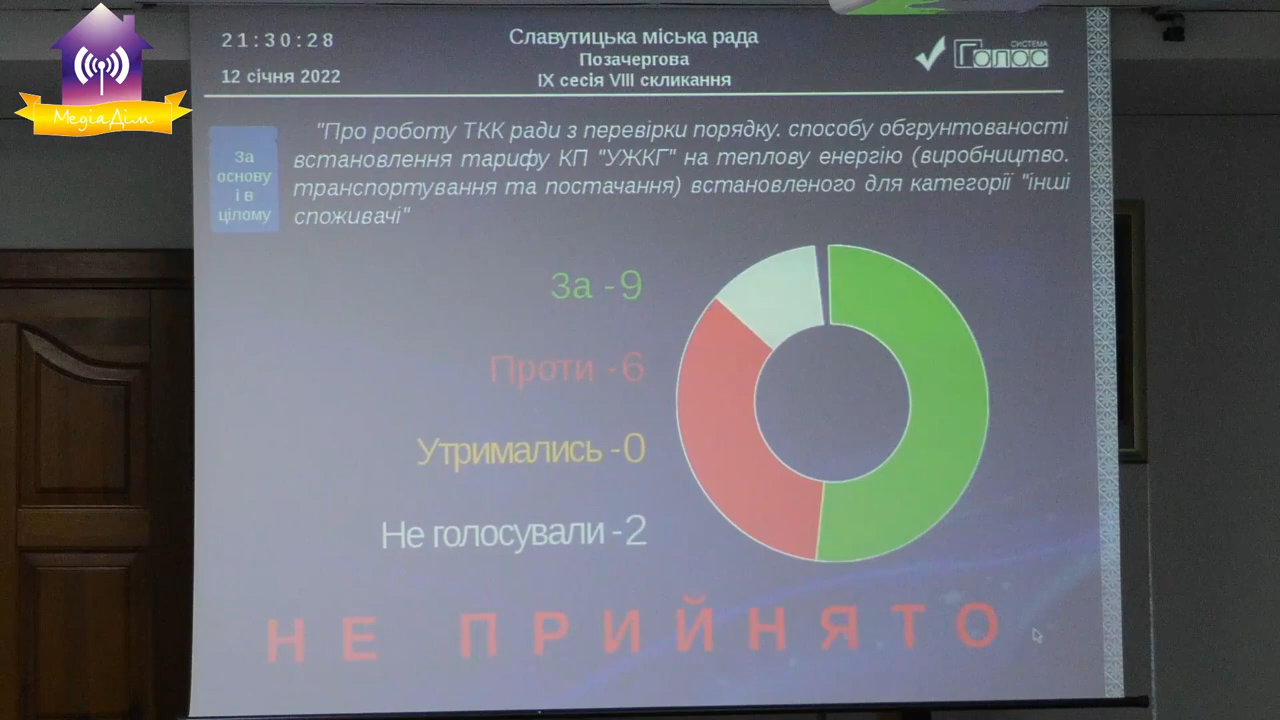 МедіаДім
21:30:28
12 січня 2022
Славутицька міська рада
Позачергова
IX сесія VIII скликання
СИСТЕМА
Голос
За
основу
і в
цілому
"Про роботу ТКК ради з перевірки порядку. способу обгрунтованості
встановлення тарифу КП "УЖКГ" на теплову енергію (виробництво.
транспортування та постачання) встановленого для категорії "інші
споживачі"
За - 9
Проти - 6
Утримались - 0
Не голосували - 2
НЕ ПРИЙНЯТО